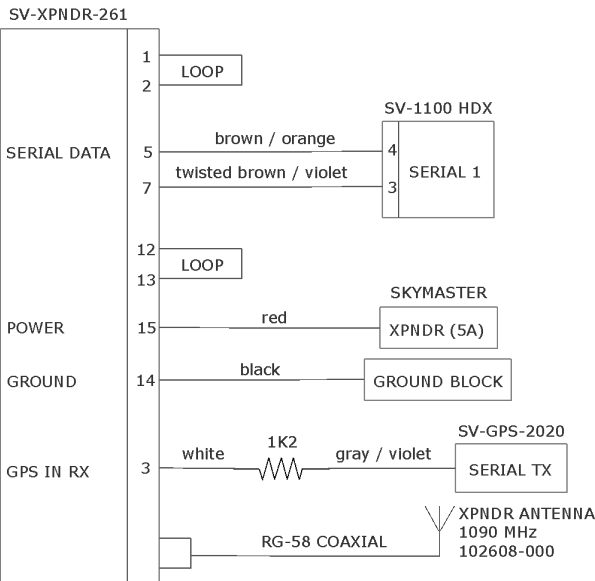 SV-XPNDR-261
1
LOOP
2
SV-1100 HDX
brown / orange
SERIAL DATA
5
4
SERIAL 1
twisted brown / violet
7
3
12
LOOP
13
SKYMASTER
red
POWER
15
XPNDR (5A)
black
GROUND
14
GROUND BLOCK
SV-GPS-2020
1K2
white
gray / violet
GPS IN RX
3
SERIAL TX
XPNDR ANTENNA
1090 MHz
102608-000
RG-58 COAXIAL